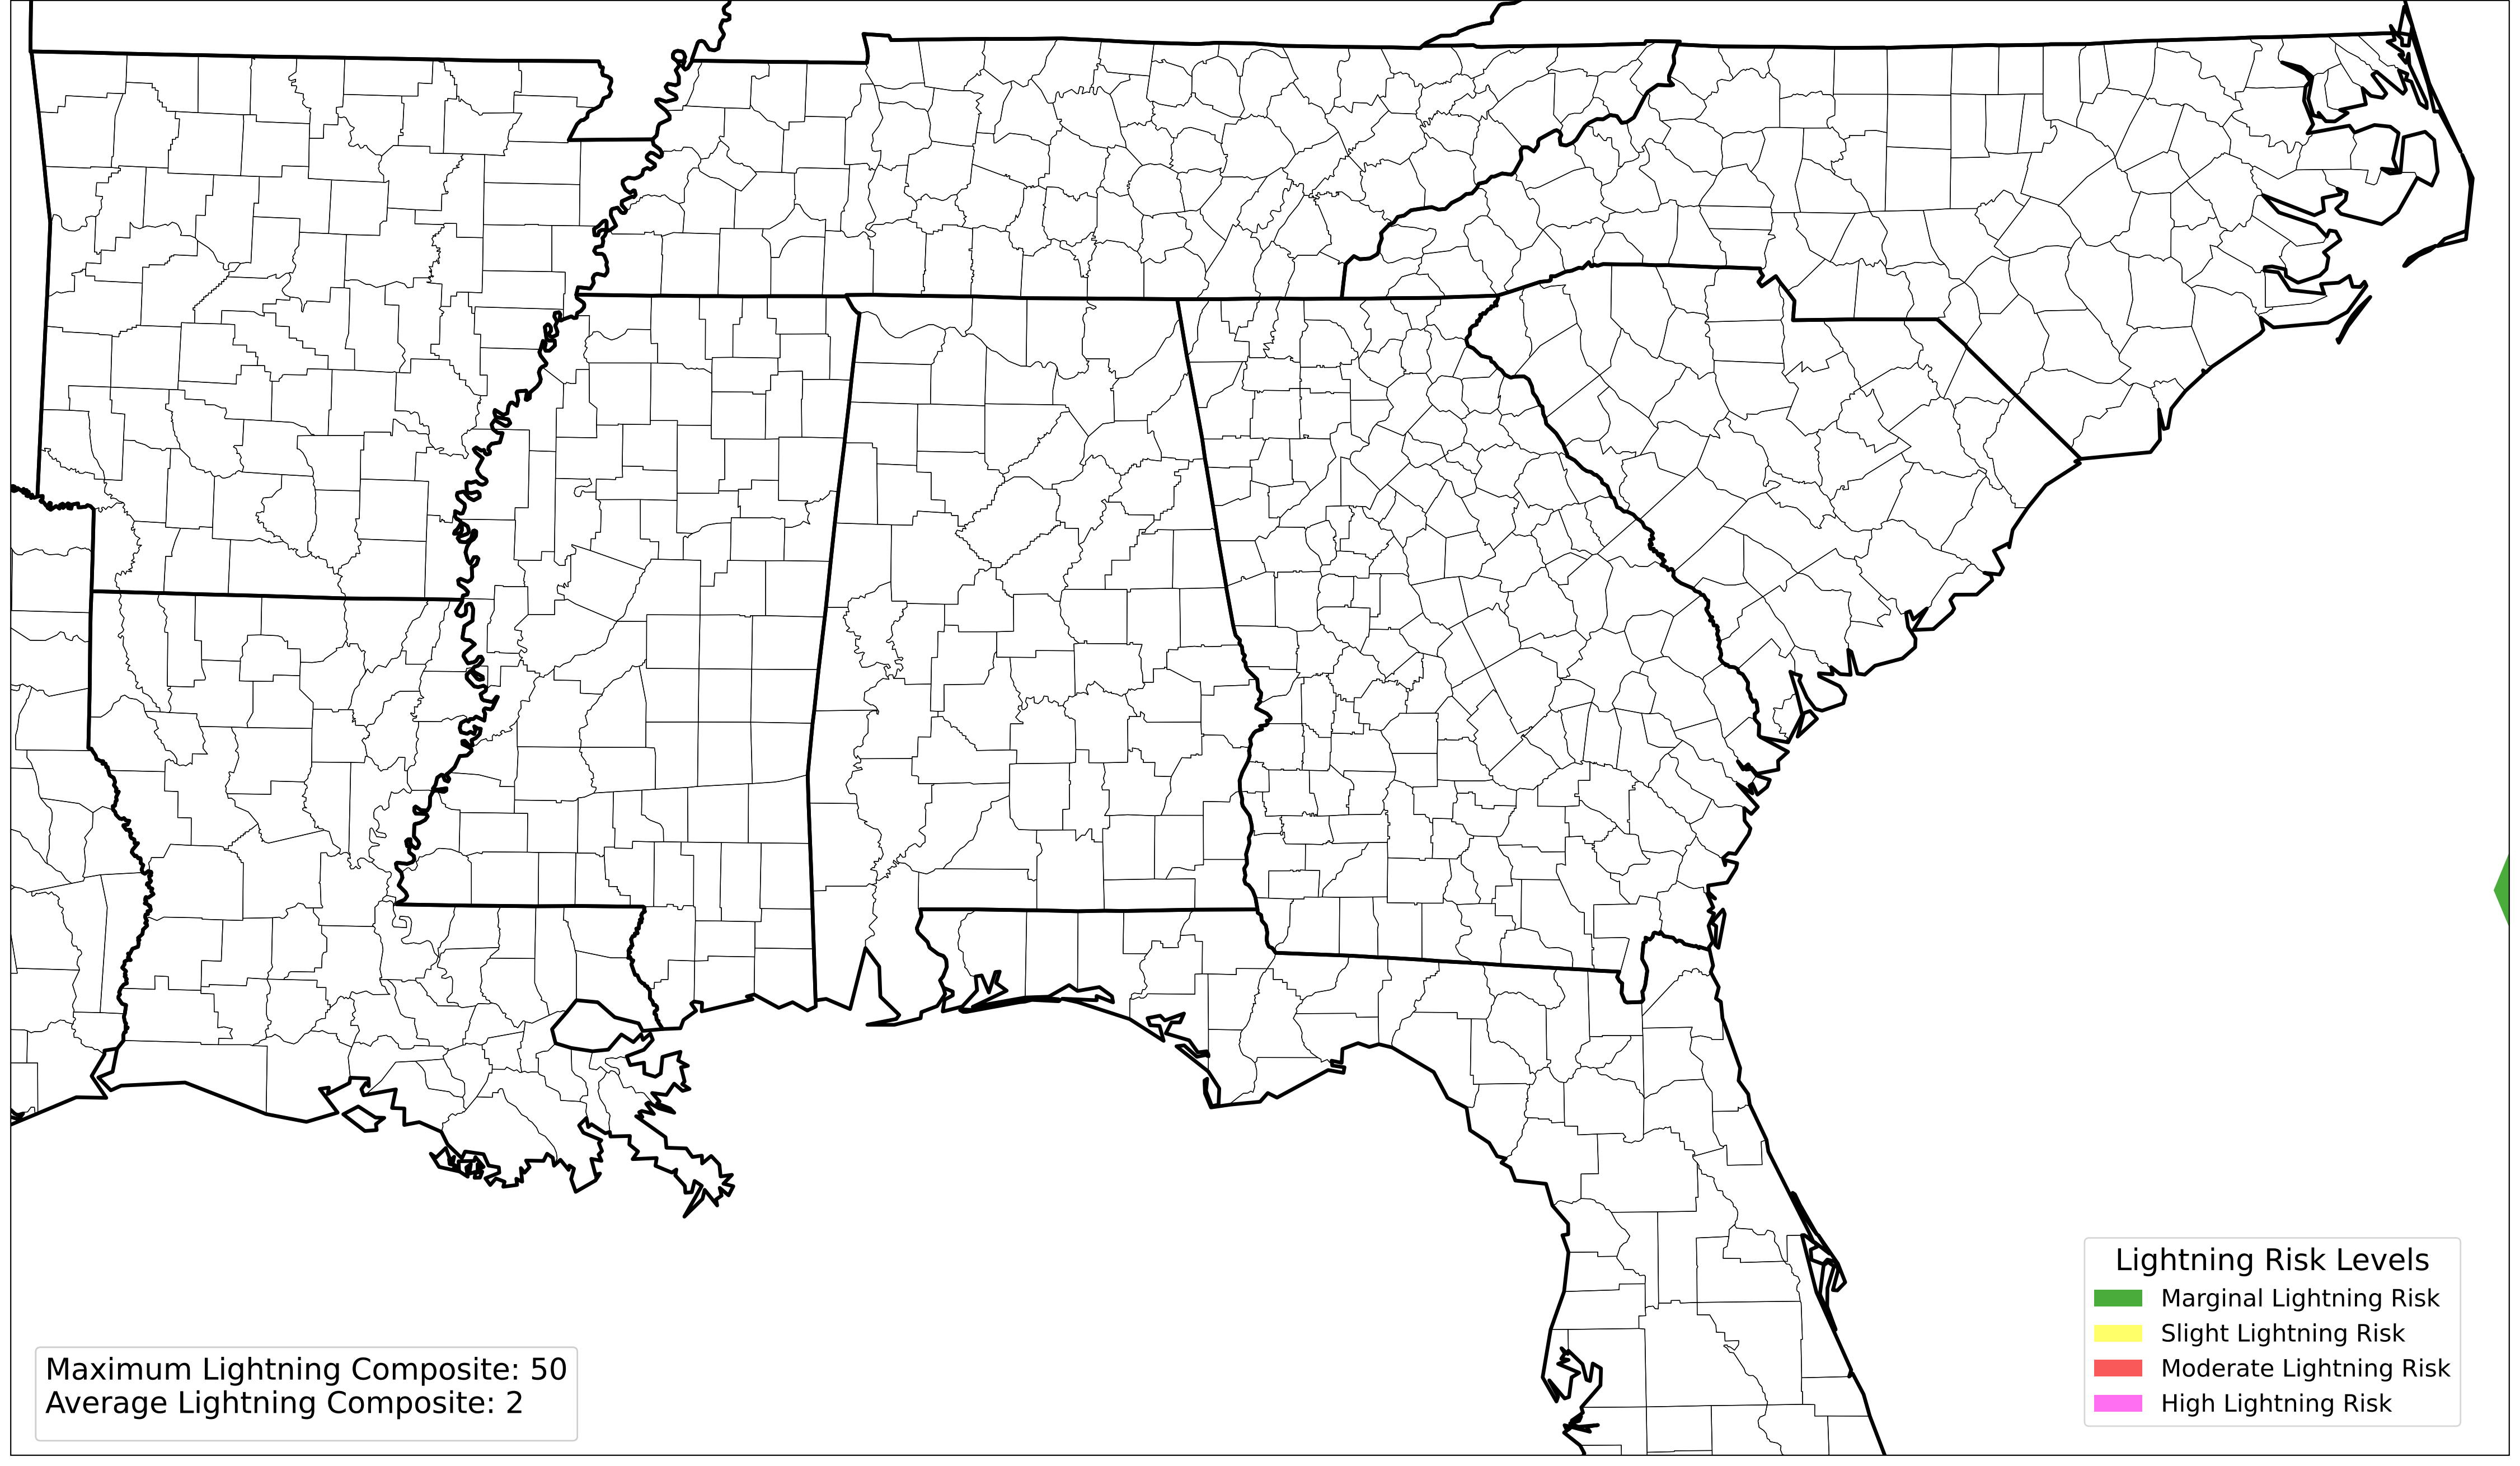 Maximum Lightning Composite: 50
Average Lightning Composite: 2
Lightning Risk Levels
Marginal Lightning Risk
Slight Lightning Risk
Moderate Lightning Risk
High Lightning Risk